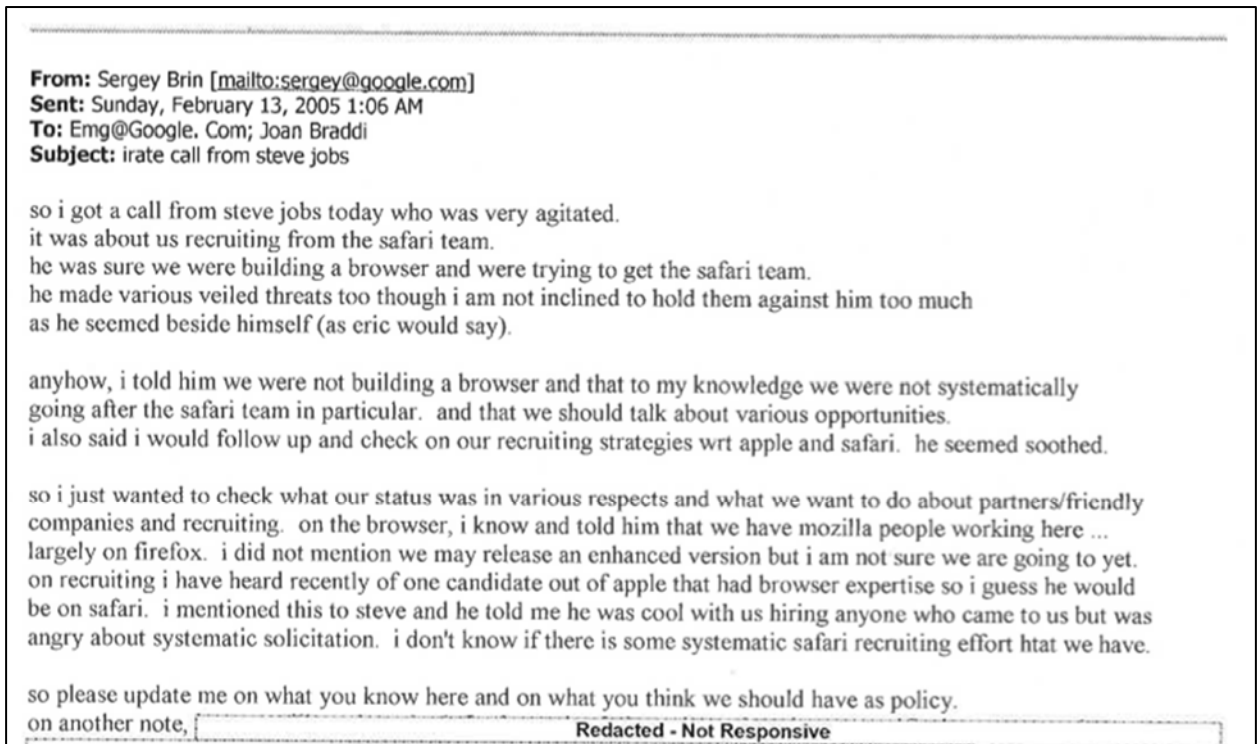 From: Sergey Brin [mailto:sergey@google.com]
Sent: Sunday, February 13, 2005 1:06 AM
To: Emg@Google. Com; Joan Braddi
Subject: irate call from steve jobs
so i got a call from steve jobs today who was very agitated.
it was about us recruiting from the safari team.
he was sure we were building a browser and were trying to get the safari team.
he made various veiled threats too though i am not inclined to hold them against him too much
as he seemed beside himself (as eric would say).
anyhow, i told him we were not building a browser and that to my knowledge we were not systematically
going after the safari team in particular. and that we should talk about various opportunities.
i also said i would follow up and check on our recruiting strategies wrt apple and safari. he seemed soothed.
so i just wanted to check what our status was in various respects and what we want to do about partners/friendly
companies and recruiting. on the browser, i know and told him that we have mozilla people working here ...
largely on firefox. i did not mention we may release an enhanced version but i am not sure we are going to yet.
on recruiting i have heard recently of one candidate out of apple that had browser expertise so i guess he would
be on safari. i mentioned this to steve and he told me he was cool with us hiring anyone who came to us but was
angry about systematic solicitation. i don't know if there is some systematic safari recruiting effort htat we have.
so please update me on what you know here and on what you think we should have as policy.
on another note, Redacted - Not Responsive